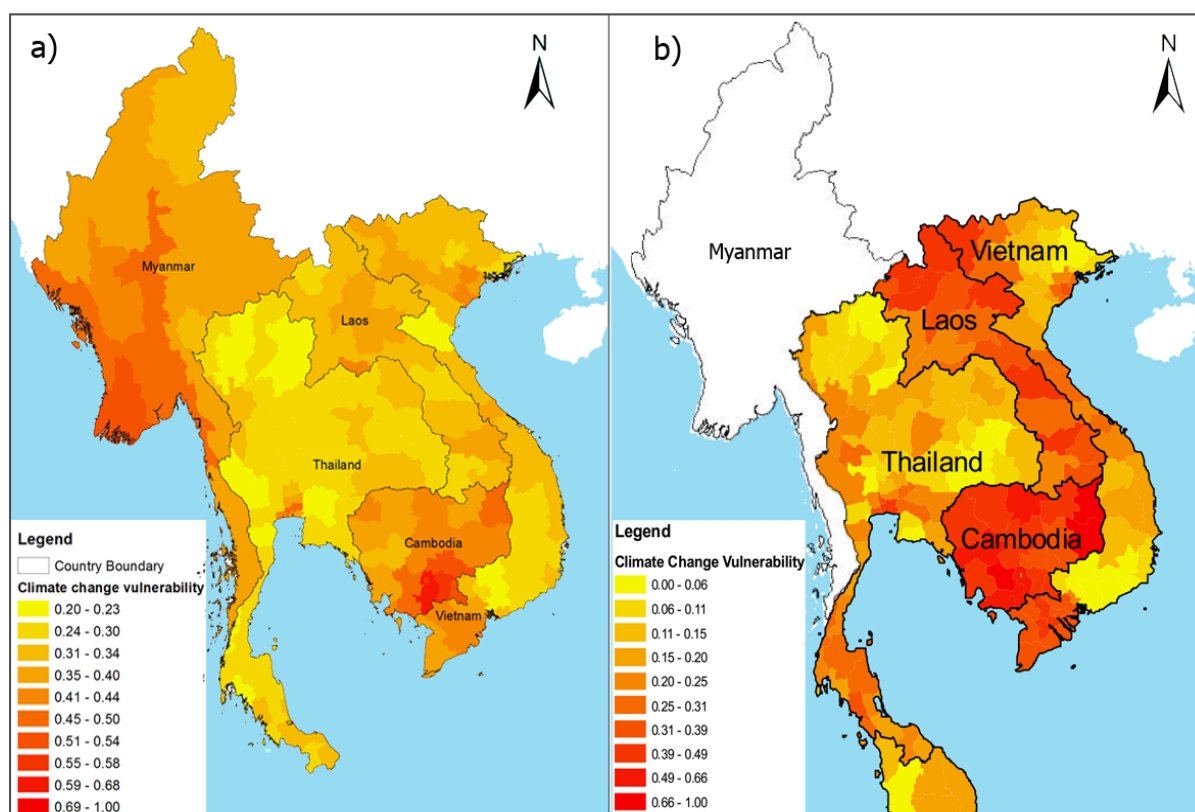 a)
N
Myanmar
Laos
Thailand
Cambodia
Vietnam
Legend
Country Boundary
Climate change vulnerability
0.20 - 0.23
0.24 - 0.30
0.31 - 0.34
0.35 - 0.40
0.41 - 0.44
0.45 - 0.50
0.51 - 0.54
0.55 - 0.58
0.59 - 0.68
0.69 - 1.00
b)
N
Myanmar
Vietnam
Laos
Thailand
Cambodia
Legend
Climate Change Vulnerability
0.00 - 0.06
0.06 - 0.11
0.11 - 0.15
0.15 - 0.20
0.20 - 0.25
0.25 - 0.31
0.31 - 0.39
0.39 - 0.49
0.49 - 0.66
0.66 - 1.00